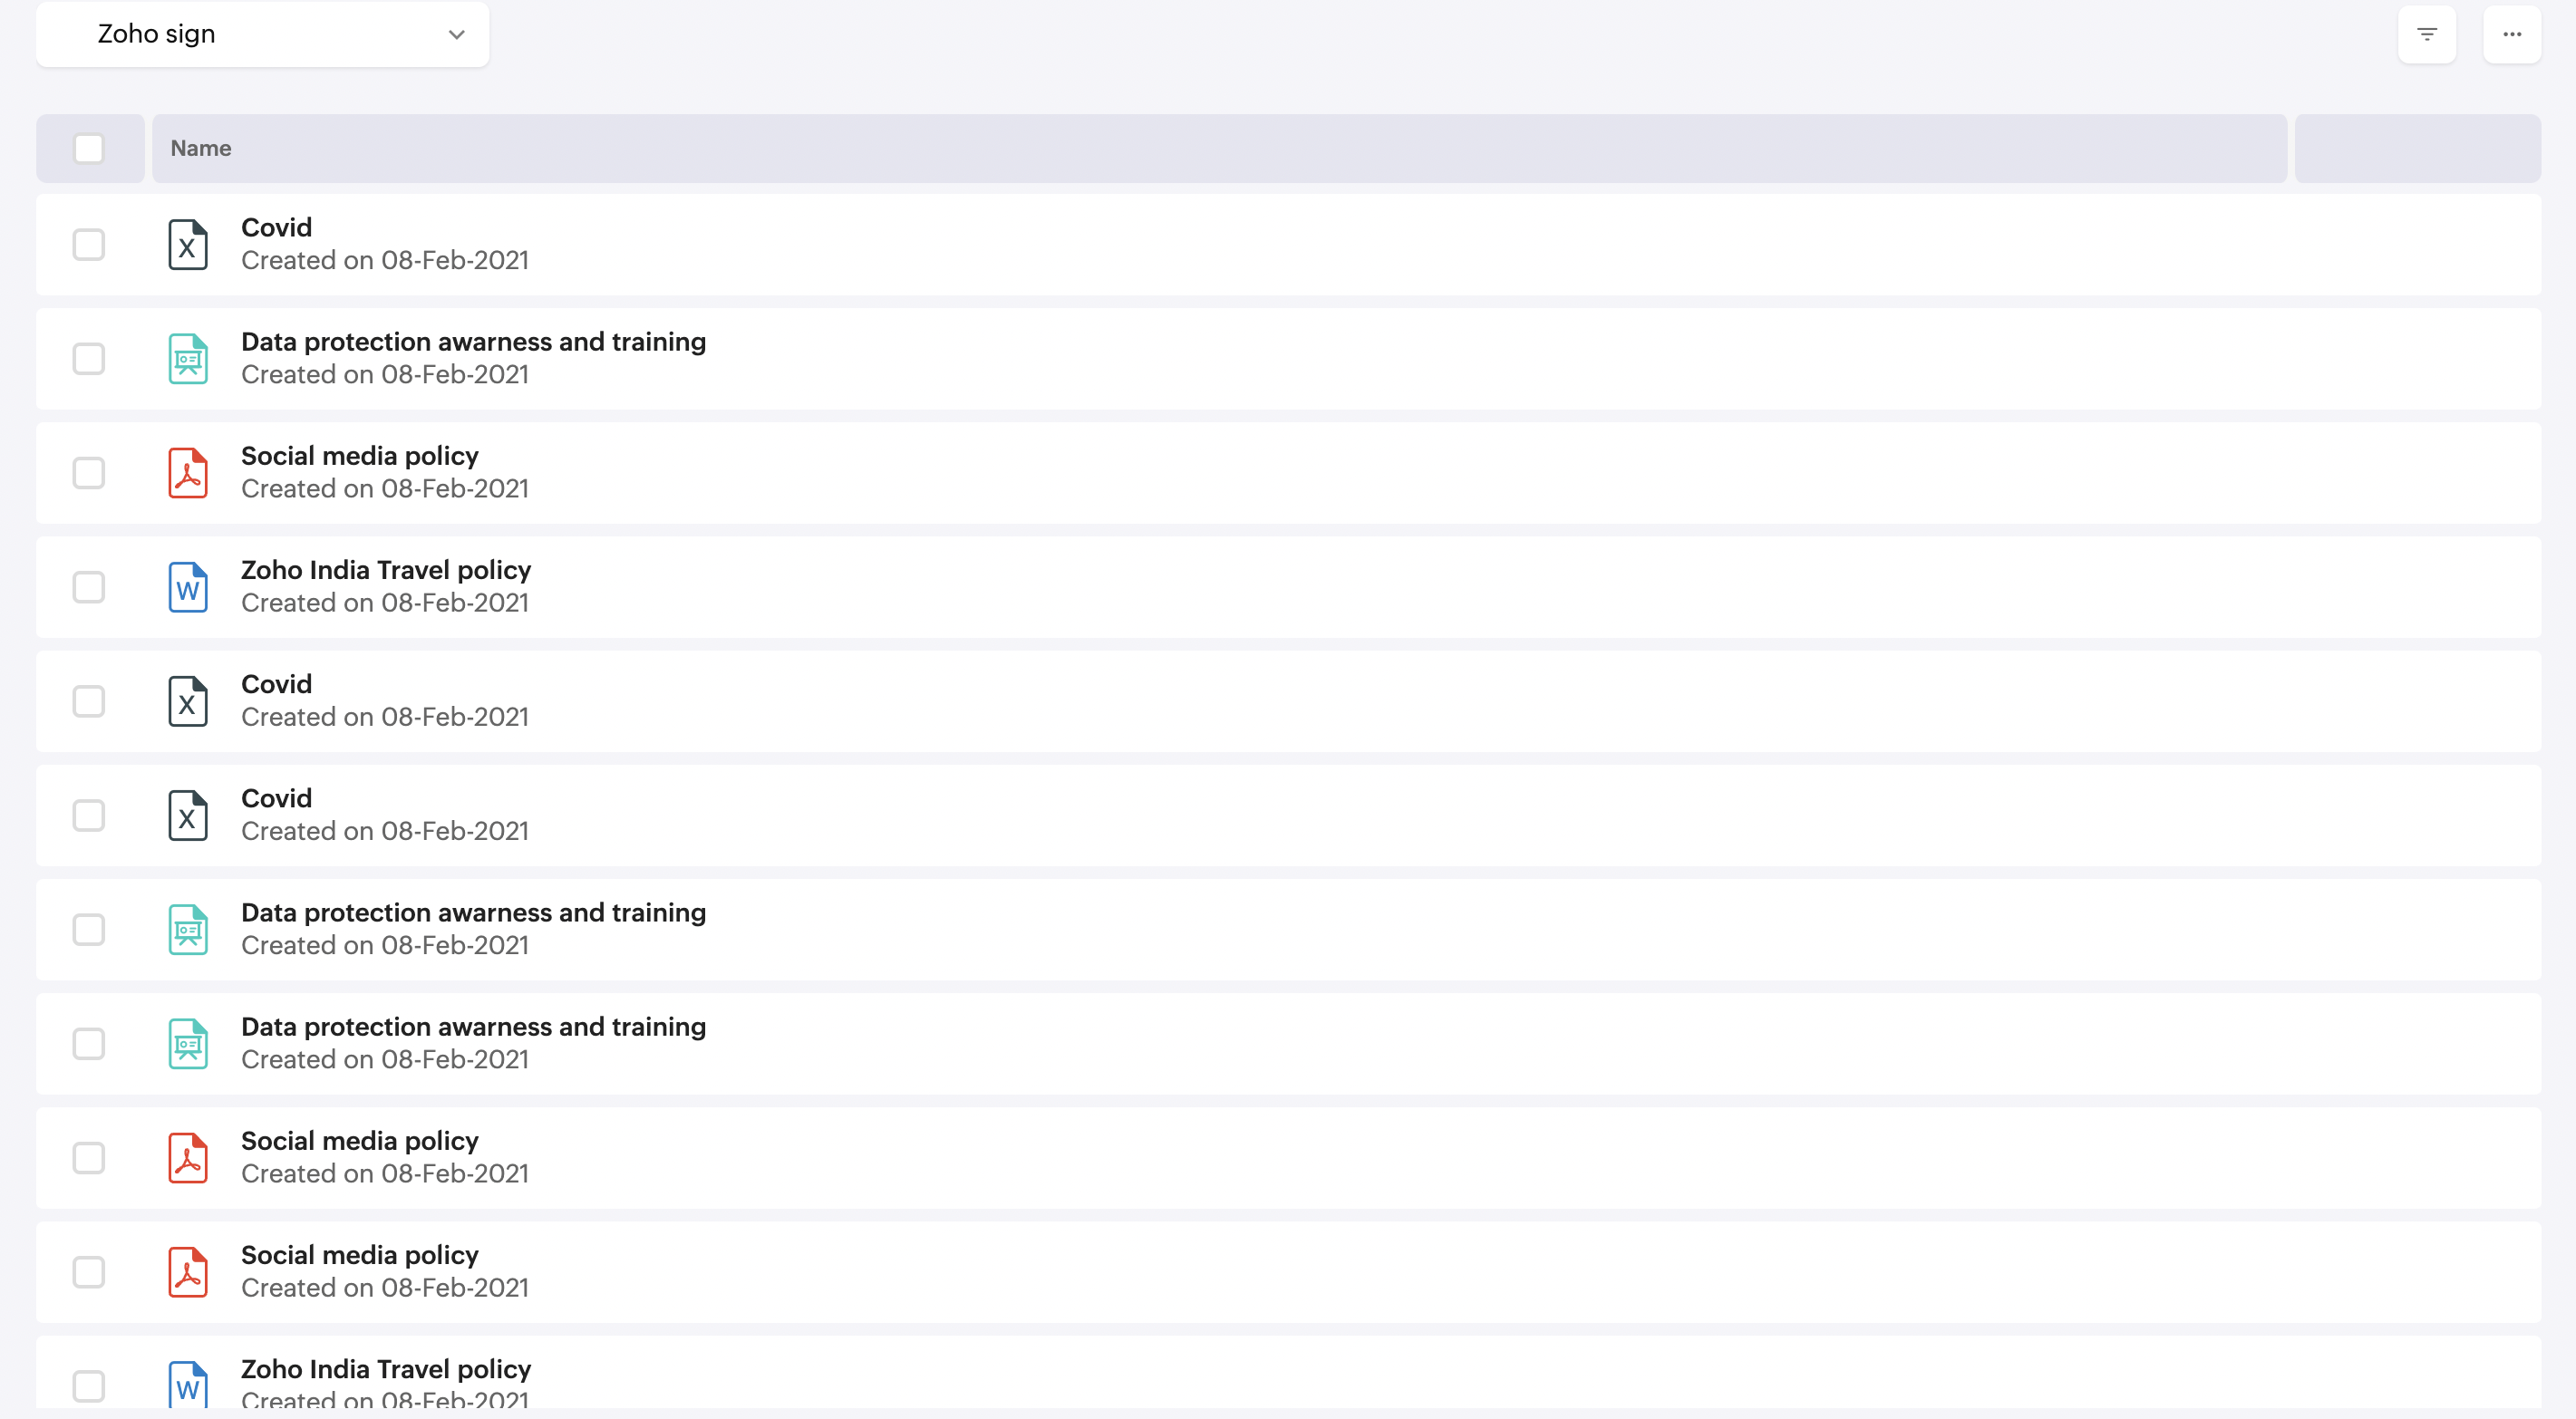 Zoho sign
Name
Covid
Created on 08-Feb-2021
Data protection awarness and training
Created on 08-Feb-2021
Social media policy
Created on 08-Feb-2021
Zoho India Travel policy
Created on 08-Feb-2021
Covid
Created on 08-Feb-2021
Covid
Created on 08-Feb-2021
Data protection awarness and training
Created on 08-Feb-2021
Data protection awarness and training
Created on 08-Feb-2021
Social media policy
Created on 08-Feb-2021
Social media policy
Created on 08-Feb-2021
Zoho India Travel policy
Created on 08-Feb-2021